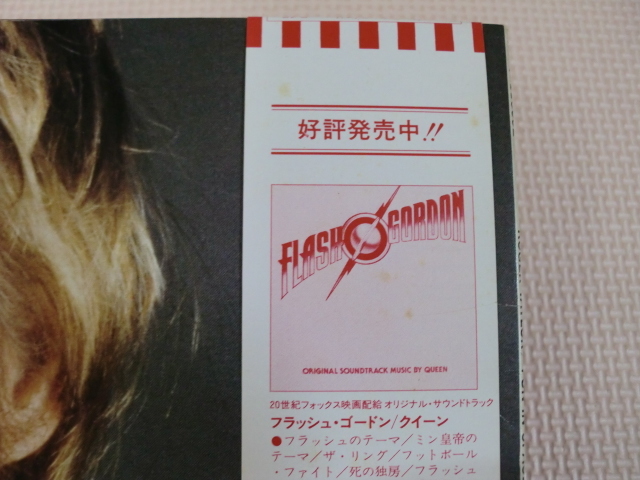 好評発売中!!
FLASH GORDON
ORIGINAL SOUNDTRACK MUSIC BY QUEEN
20世紀フォックス映画配給 オリジナル・サウンドトラック
フラッシュ・ゴードン/クイーン
●フラッシュのテーマ/ミン皇帝の
テーマ/ザ・リング/フットボール
・ファイト/死の独房/フラッシュ